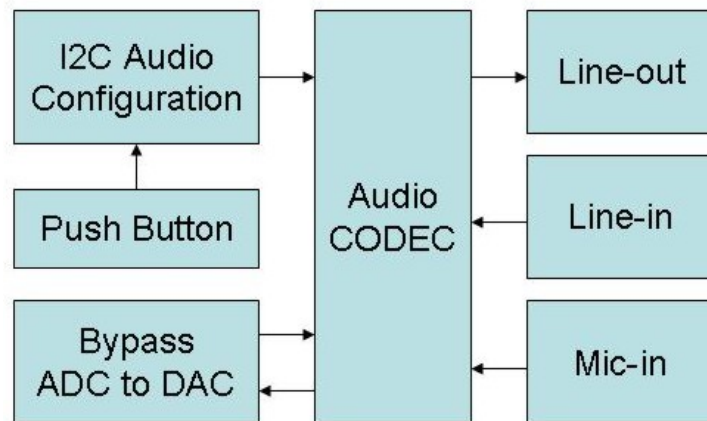 I2C Audio
Configuration
Push Button
Bypass
ADC to DAC
Audio
CODEC
Line-out
Line-in
Mic-in